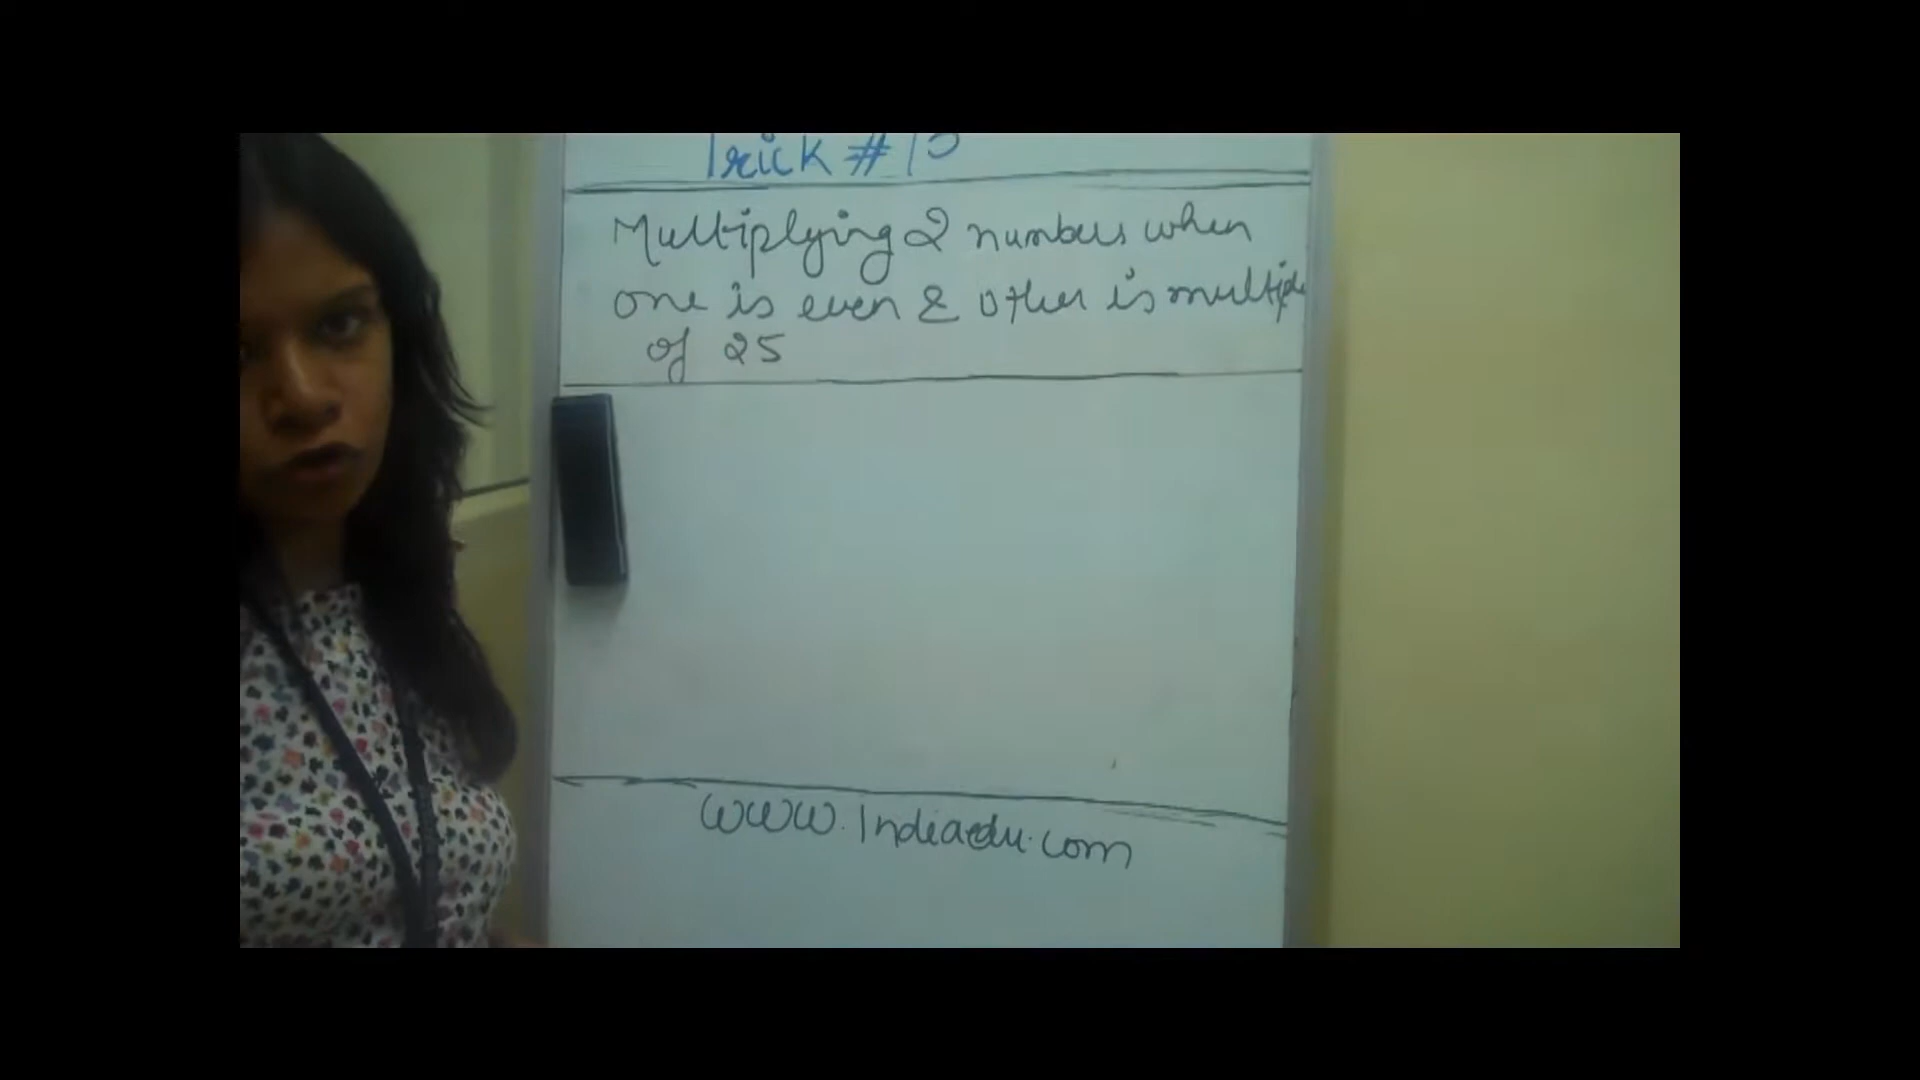 Trick #15
Multiplying 2 numbers when
one is even & other is multiple
of 25
www.Indiaedu.com